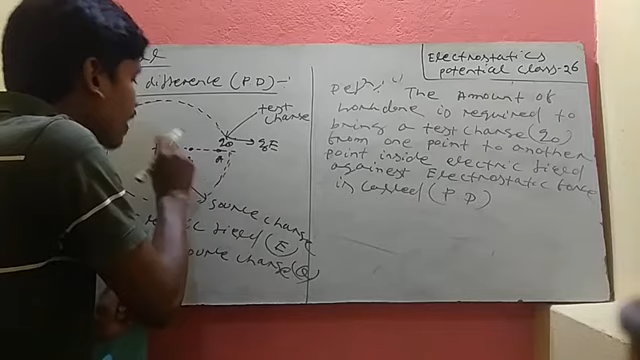 Electrostatics
potential class-26
difference (PD):-
test
charge
q0
qE
A
source charge
field (E)
source charge (Q)
Defn:- (i) The Amount of
workdone is required to
bring a test charge (q0)
from one point to another
point inside electric field
against Electrostatic force
is called (P D)